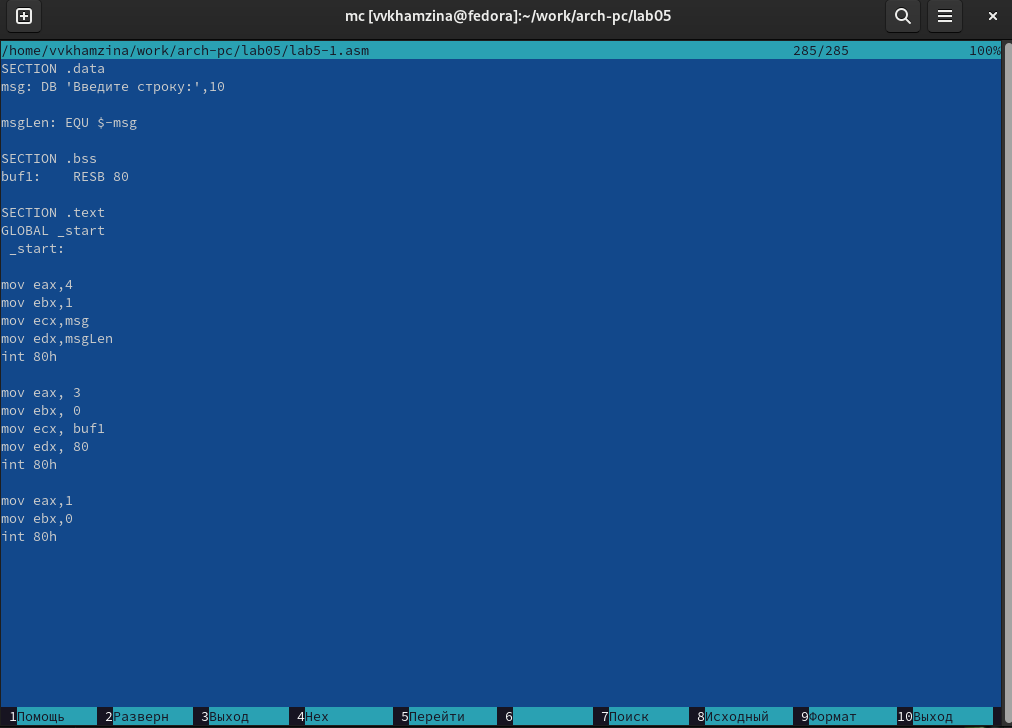 mc [vvkhamzina@fedora]:~/work/arch-pc/lab05
/home/vvkhamzina/work/arch-pc/lab05/lab5-1.asm 285/285 100%
SECTION .data
msg: DB 'Введите строку:',10
msgLen: EQU $-msg
SECTION .bss
buf1:    RESB 80
SECTION .text
GLOBAL _start
 _start:
mov eax,4
mov ebx,1
mov ecx,msg
mov edx,msgLen
int 80h
mov eax, 3
mov ebx, 0
mov ecx, buf1
mov edx, 80
int 80h
mov eax,1
mov ebx,0
int 80h
1Помощь 2Разверн 3Выход 4Hex 5Перейти 6 7Поиск 8Исходный 9Формат 10Выход